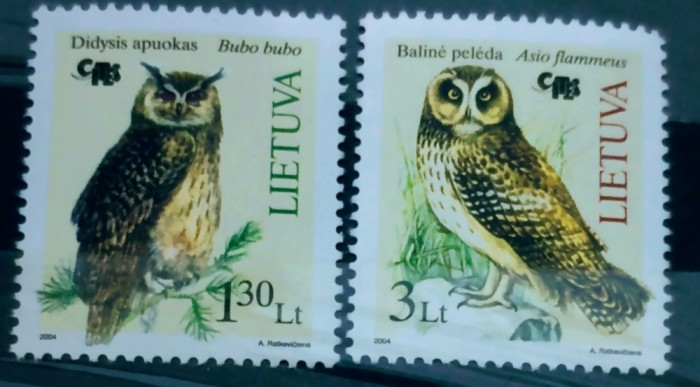 Didysis apuokas Bubo bubo
CITES
LIETUVA
1 30 Lt
2004
A. Ratkevičienė
Balinė pelėda Asio flammeus
CITES
LIETUVA
3 Lt
2004
A. Ratkevičienė